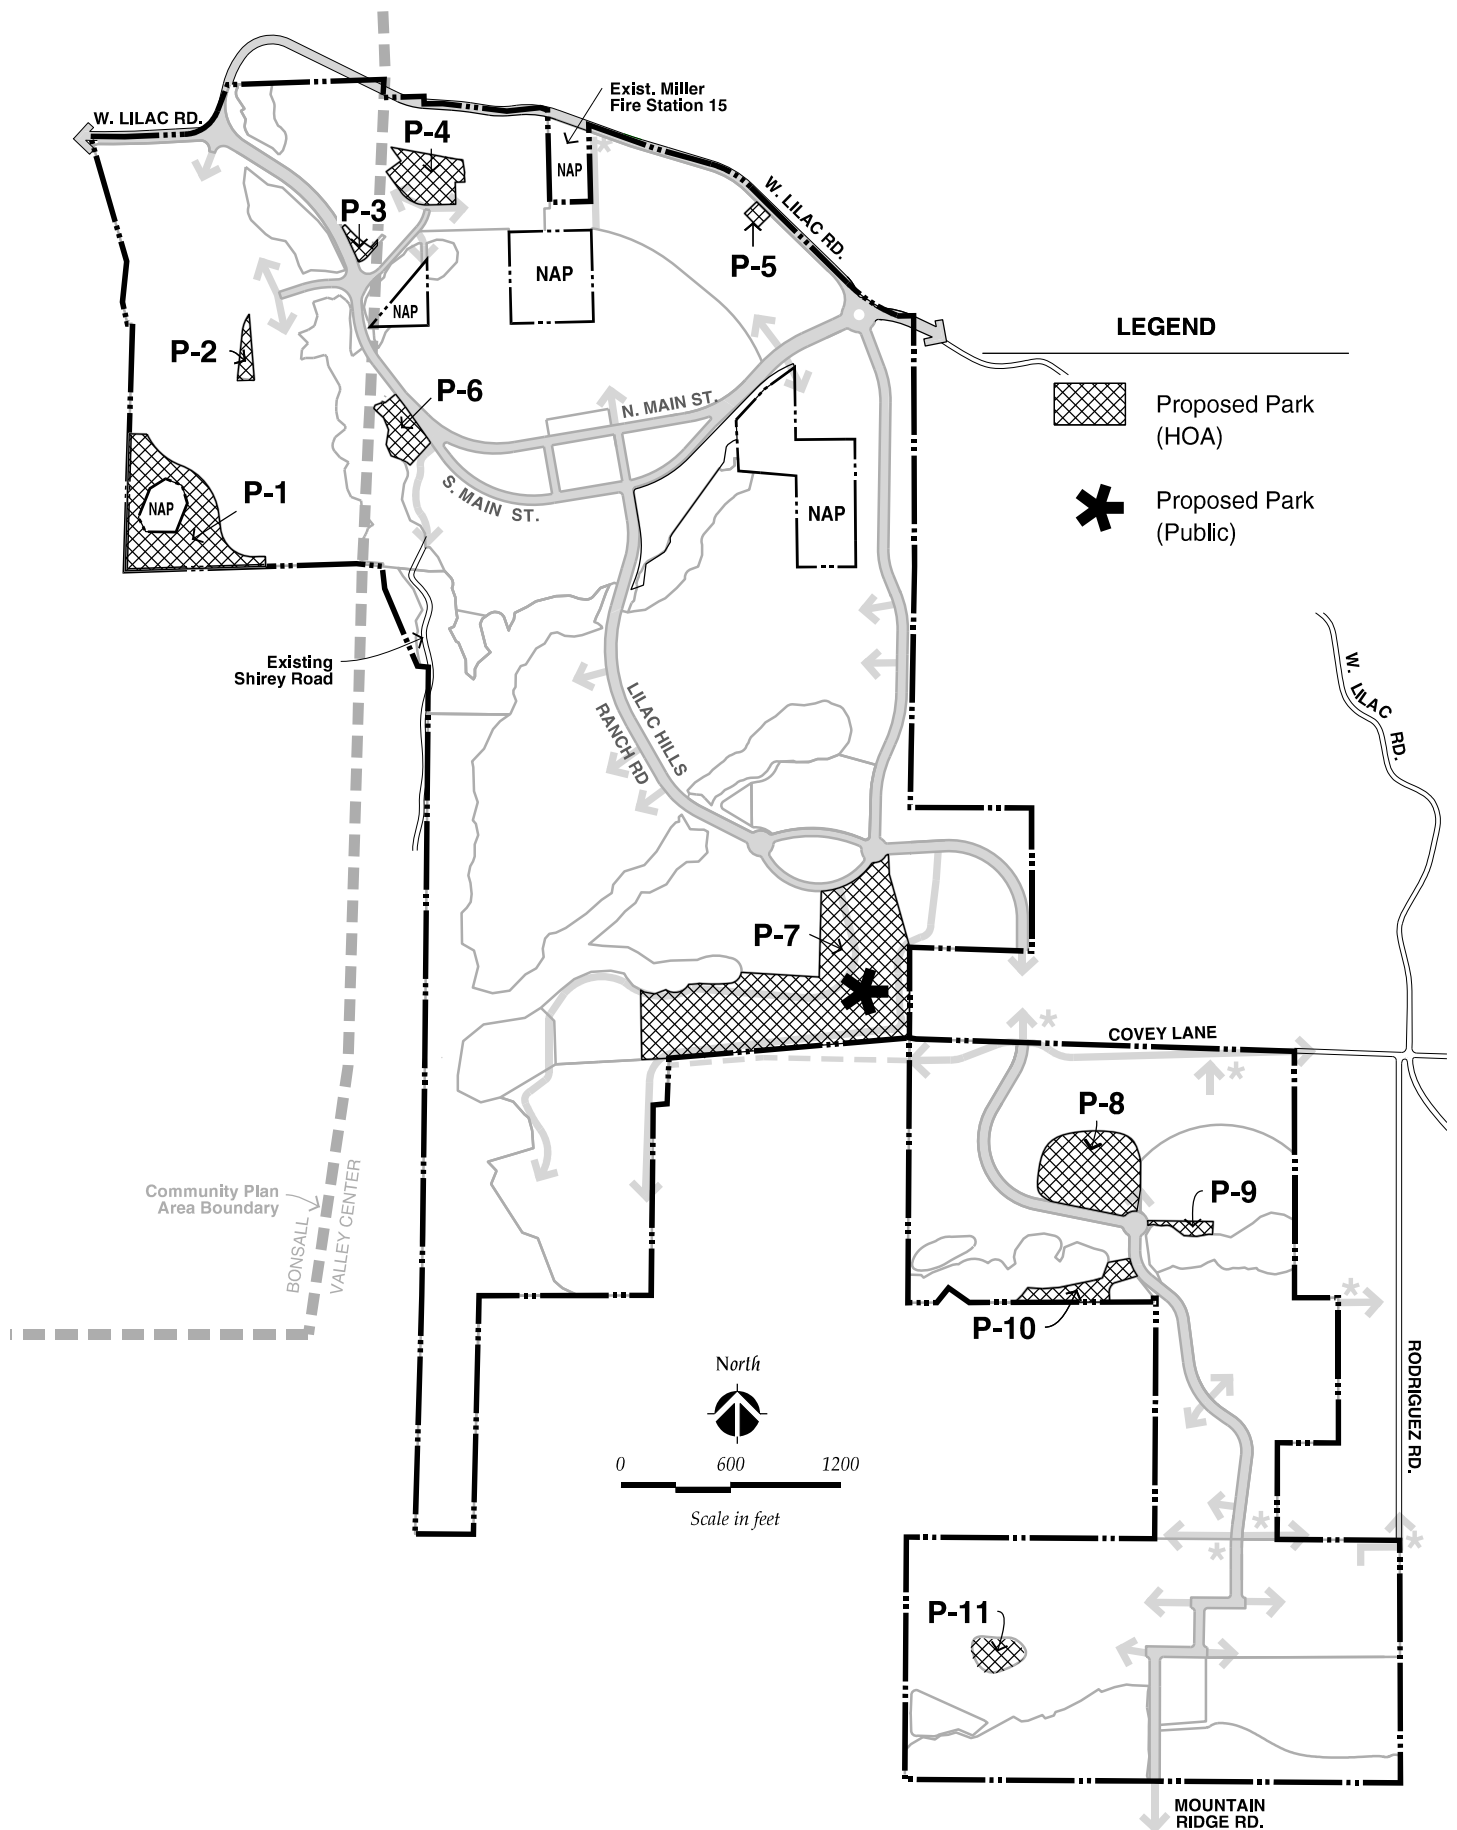 Exist. Miller
Fire Station 15
W. LILAC RD.
P-4
NAP
W. LILAC RD.
P-3
P-5
NAP
NAP
LEGEND
P-2
P-6
N. MAIN ST.
Proposed Park
(HOA)
P-1
NAP
S. MAIN ST.
NAP
Proposed Park
(Public)
Existing
Shirey Road
LILAC HILLS
RANCH RD
W. LILAC RD.
P-7
COVEY LANE
P-8
Community Plan
Area Boundary
BONSALL
VALLEY CENTER
P-9
P-10
North
RODRIGUEZ RD.
0 600 1200
Scale in feet
P-11
MOUNTAIN
RIDGE RD.